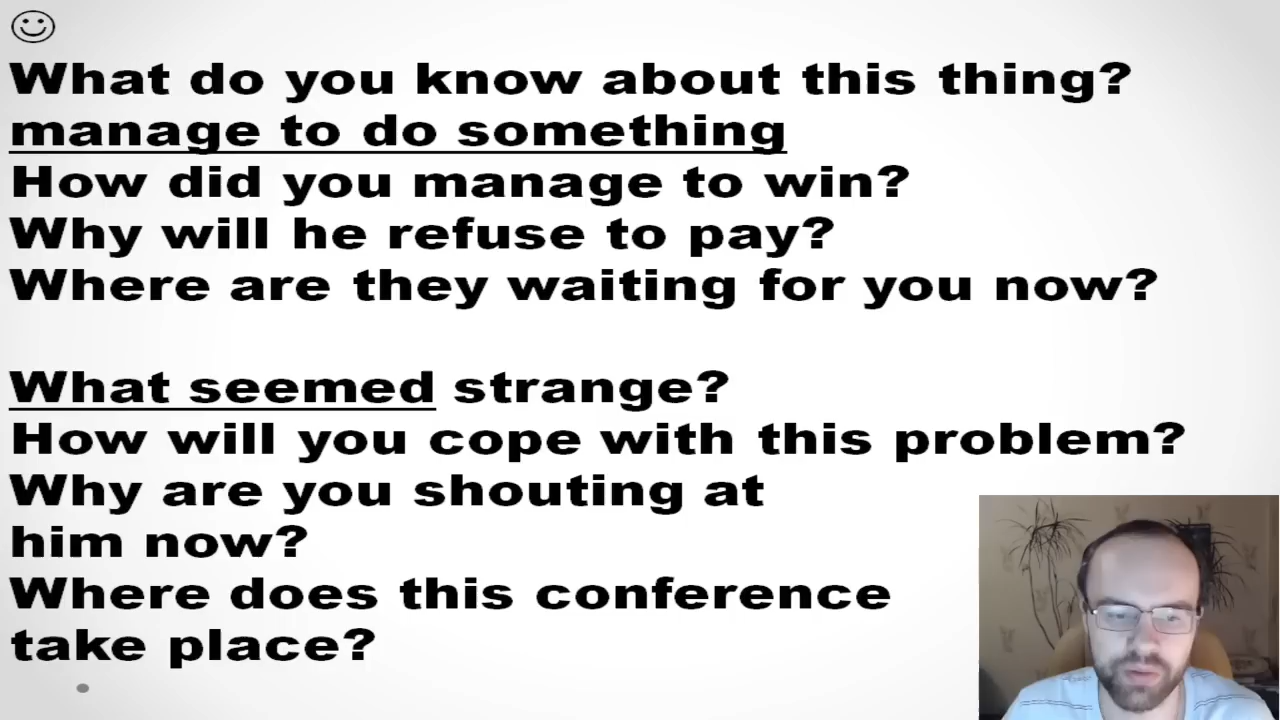 What do you know about this thing?
manage to do something
How did you manage to win?
Why will he refuse to pay?
Where are they waiting for you now?
What seemed strange?
How will you cope with this problem?
Why are you shouting at
him now?
Where does this conference
take place?